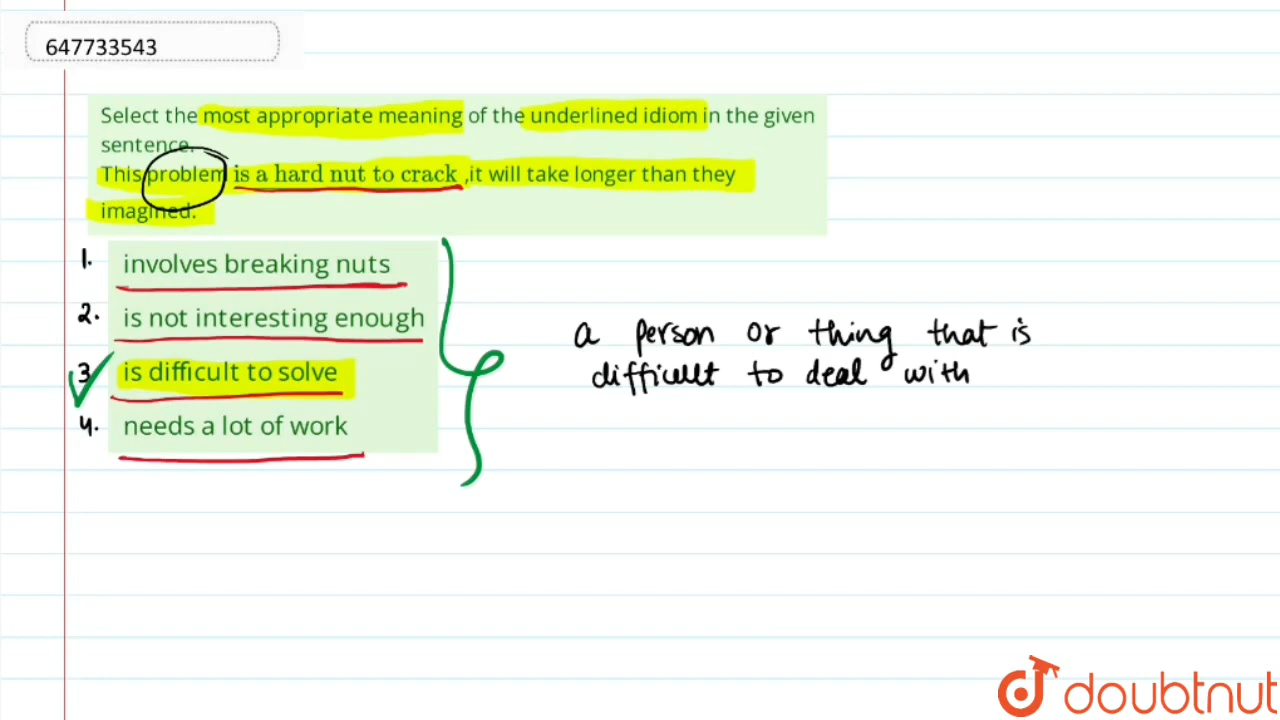 647733543
Select the most appropriate meaning of the underlined idiom in the given
sentence.
This problem is a hard nut to crack ,it will take longer than they
imagined.
1. involves breaking nuts
2. is not interesting enough
3 is difficult to solve
4. needs a lot of work
a person or thing that is
difficult to deal with
doubtnut